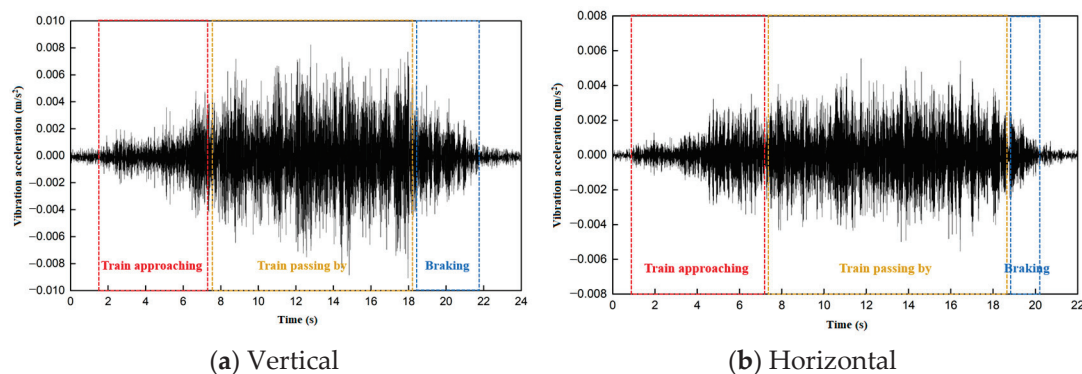 0.010
0.008
0.006
0.004
0.002
0.000
−0.002
−0.004
−0.006
−0.008
−0.010
Vibration acceleration (m/s²)
Train approaching
Train passing by
Braking
0 2 4 6 8 10 12 14 16 18 20 22 24
Time (s)
(a) Vertical
0.008
0.006
0.004
0.002
0.000
−0.002
−0.004
−0.006
−0.008
Vibration acceleration (m/s²)
Train approaching
Train passing by
Braking
0 2 4 6 8 10 12 14 16 18 20 22
Time (s)
(b) Horizontal